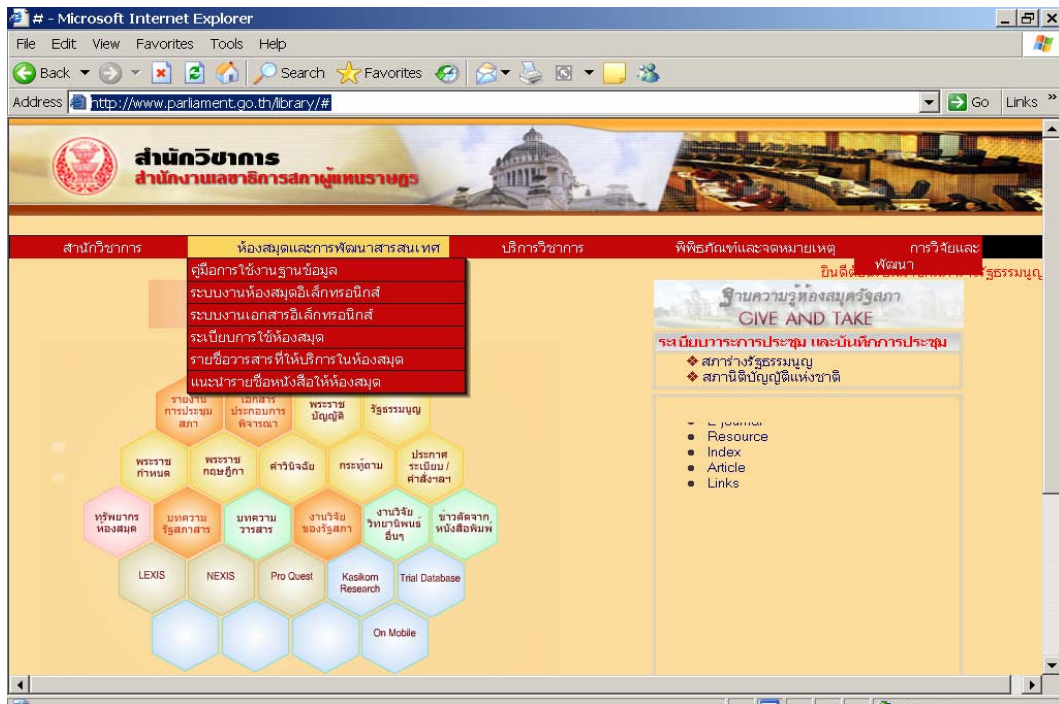 # - Microsoft Internet Explorer
File Edit View Favorites Tools Help
Back Search Favorites
Address http://www.parliament.go.th/library/# Go Links »
สำนักวิชาการ
สำนักงานเลขาธิการสภาผู้แทนราษฎร
สำนักวิชาการ ห้องสมุดและการพัฒนาสารสนเทศ บริการวิชาการ พิพิธภัณฑ์และจดหมายเหตุ การวิจัยและ
พัฒนา
ยินดีต้อนรับ
คู่มือการใช้งานฐานข้อมูล
ระบบงานห้องสมุดอิเล็กทรอนิกส์
ระบบงานเอกสารอิเล็กทรอนิกส์
ระเบียบการใช้ห้องสมุด
รายชื่อวารสารที่ให้บริการในห้องสมุด
แนะนำรายชื่อหนังสือให้ห้องสมุด
ฐานความรู้ห้องสมุดรัฐสภา
GIVE AND TAKE
ระเบียบวาระการประชุม และบันทึกการประชุม
สภาร่างรัฐธรรมนูญ
สภานิติบัญญัติแห่งชาติ
E-journal
Resource
Index
Article
Links
รายงาน
การประชุม
สภา
เอกสาร
ประกอบการ
พิจารณา
พระราช
บัญญัติ
รัฐธรรมนูญ
พระราช
กำหนด
พระราช
กฤษฎีกา
คำวินิจฉัย
กระทู้ถาม
ประกาศ
ระเบียบ /
คำสั่งฯลฯ
ทรัพยากร
ห้องสมุด
บทความ
รัฐสภาสาร
บทความ
วารสาร
งานวิจัย
ของรัฐสภา
งานวิจัย
วิทยานิพนธ์
อื่นๆ
ข่าวตัดจาก
หนังสือพิมพ์
LEXIS
NEXIS
Pro Quest
Kasikorn
Research
Trial Database
On Mobile